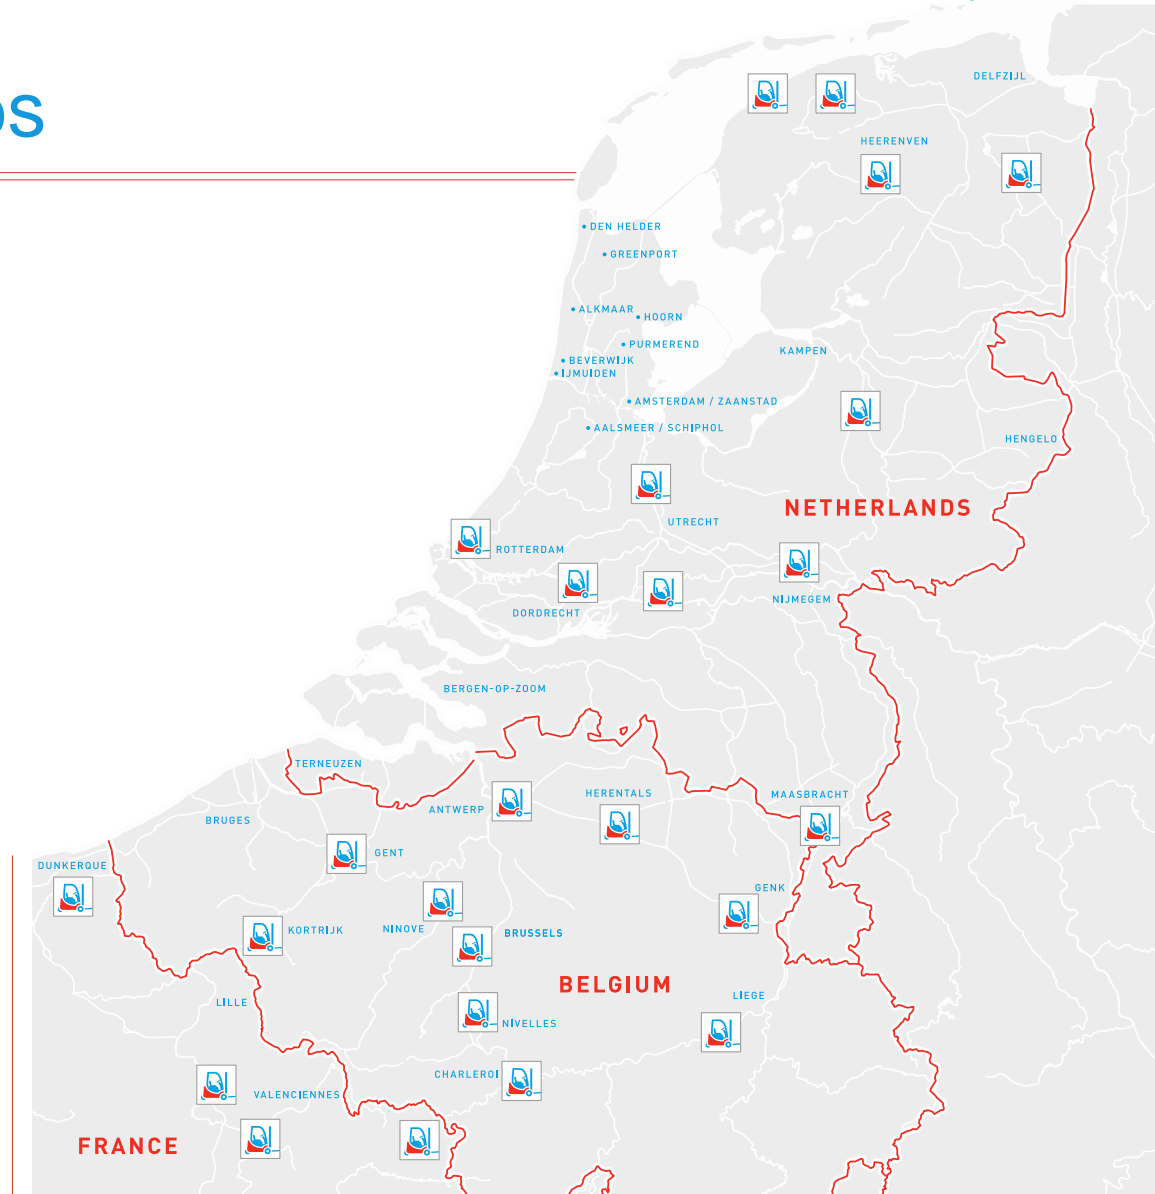 os
DELFZIJL
HEERENVEN
DEN HELDER
GREENPORT
ALKMAAR
HOORN
PURMEREND
KAMPEN
BEVERWIJK
IJMUIDEN
AMSTERDAM / ZAANSTAD
AALSMEER / SCHIPHOL
HENGELO
NETHERLANDS
UTRECHT
ROTTERDAM
NIJMEGEM
DORDRECHT
BERGEN-OP-ZOOM
TERNEUZEN
HERENTALS
MAASBRACHT
ANTWERP
BRUGES
GENT
DUNKERQUE
GENK
KORTRIJK
NINOVE
BRUSSELS
BELGIUM
LIEGE
LILLE
NIVELLES
CHARLEROI
VALENCIENNES
FRANCE